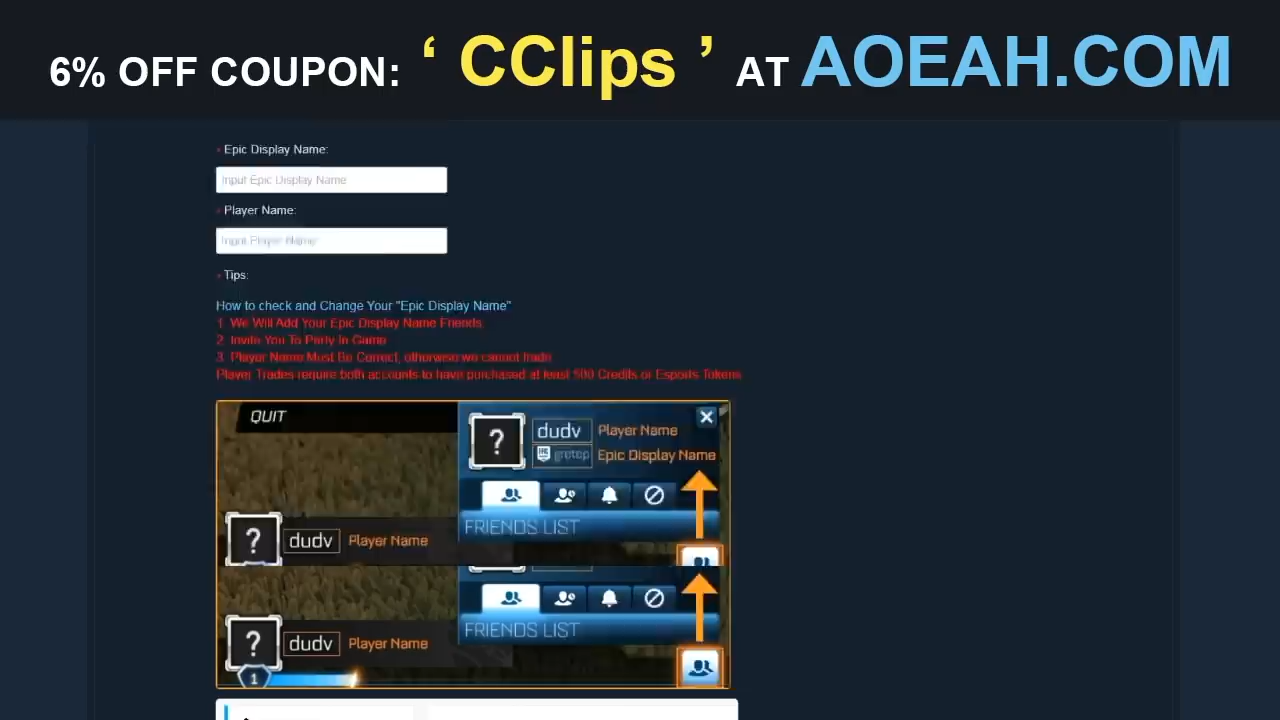 6% OFF COUPON: ‘ CClips ’ AT AOEAH.COM
* Epic Display Name:
Input Epic Display Name
* Player Name:
Input Player Name
* Tips:
How to check and Change Your "Epic Display Name"
1. We Will Add Your Epic Display Name Friends
2. Invite You To Party In Game
3. Player Name Must Be Correct, otherwise we cannot trade
Player Trades require both accounts to have purchased at least 500 Credits or Esports Tokens
QUIT
? dudv Player Name
Epic Display Name
FRIENDS LIST
? dudv Player Name
FRIENDS LIST
? dudv Player Name
1